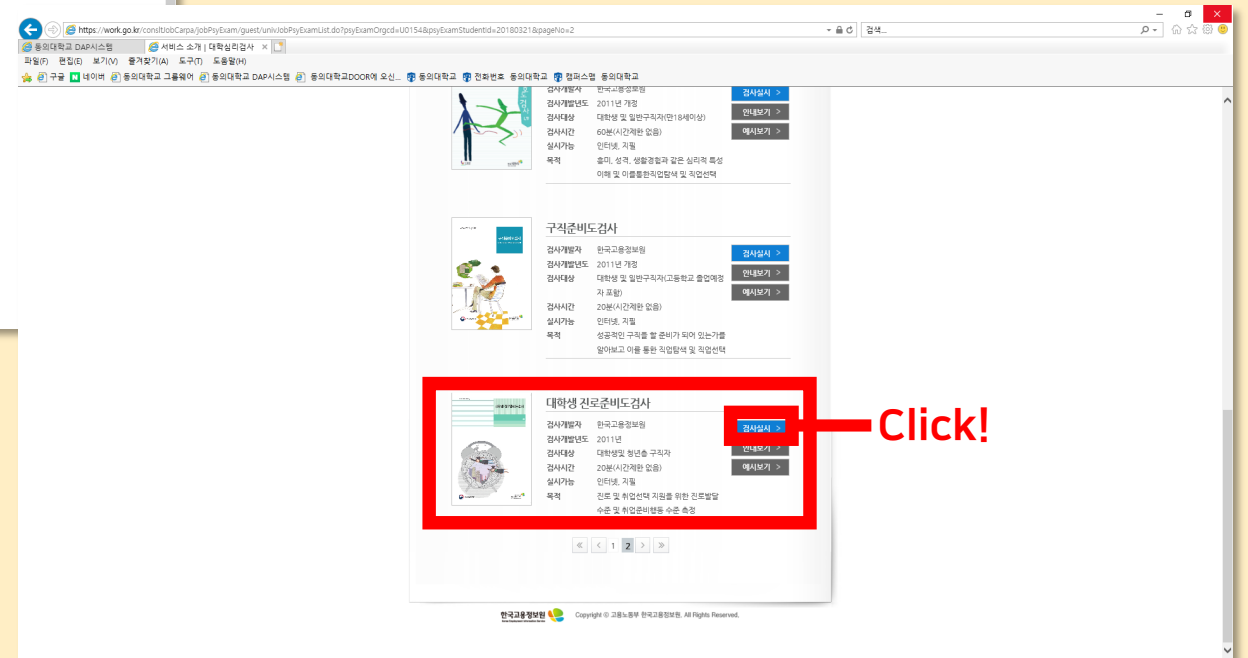 https://work.go.kr/consltJobCarpa/jobPsyExam/guest/univJobPsyExamList.do?psyExamOrgcd=U0154&psyExamStudentId=20180321&pageNo=2
검색...
동의대학교 DAP시스템
서비스 소개 | 대학심리검사
파일(F) 편집(E) 보기(V) 즐겨찾기(A) 도구(T) 도움말(H)
구글 네이버 동의대학교 그룹웨어 동의대학교 DAP시스템 동의대학교DOOR에 오신... 동의대학교 전화번호 동의대학교 캠퍼스맵 동의대학교
검사개발자 한국고용정보원
검사실시 >
검사개발년도 2011년 개정
안내보기 >
검사대상 대학생 및 일반구직자(만18세이상)
검사시간 60분(시간제한 없음)
예시보기 >
실시가능 인터넷, 지필
목적 흥미, 성격, 생활경험과 같은 심리적 특성
이해 및 이를통한직업탐색 및 직업선택
구직준비도검사
검사개발자 한국고용정보원
검사실시 >
검사개발년도 2011년 개정
안내보기 >
검사대상 대학생 및 일반구직자(고등학교 졸업예정
자 포함)
예시보기 >
검사시간 20분(시간제한 없음)
실시가능 인터넷, 지필
목적 성공적인 구직을 할 준비가 되어 있는가를
알아보고 이를 통한 직업탐색 및 직업선택
대학생 진로준비도검사
검사개발자 한국고용정보원
검사실시 >
Click!
검사개발년도 2011년
안내보기 >
검사대상 대학생및 청년층 구직자
검사시간 20분(시간제한 없음)
예시보기 >
실시가능 인터넷, 지필
목적 진로 및 취업선택 지원을 위한 진로발달
수준 및 취업준비행동 수준 측정
« < 1 2 > »
한국고용정보원 Copyright © 고용노동부 한국고용정보원. All Rights Reserved.